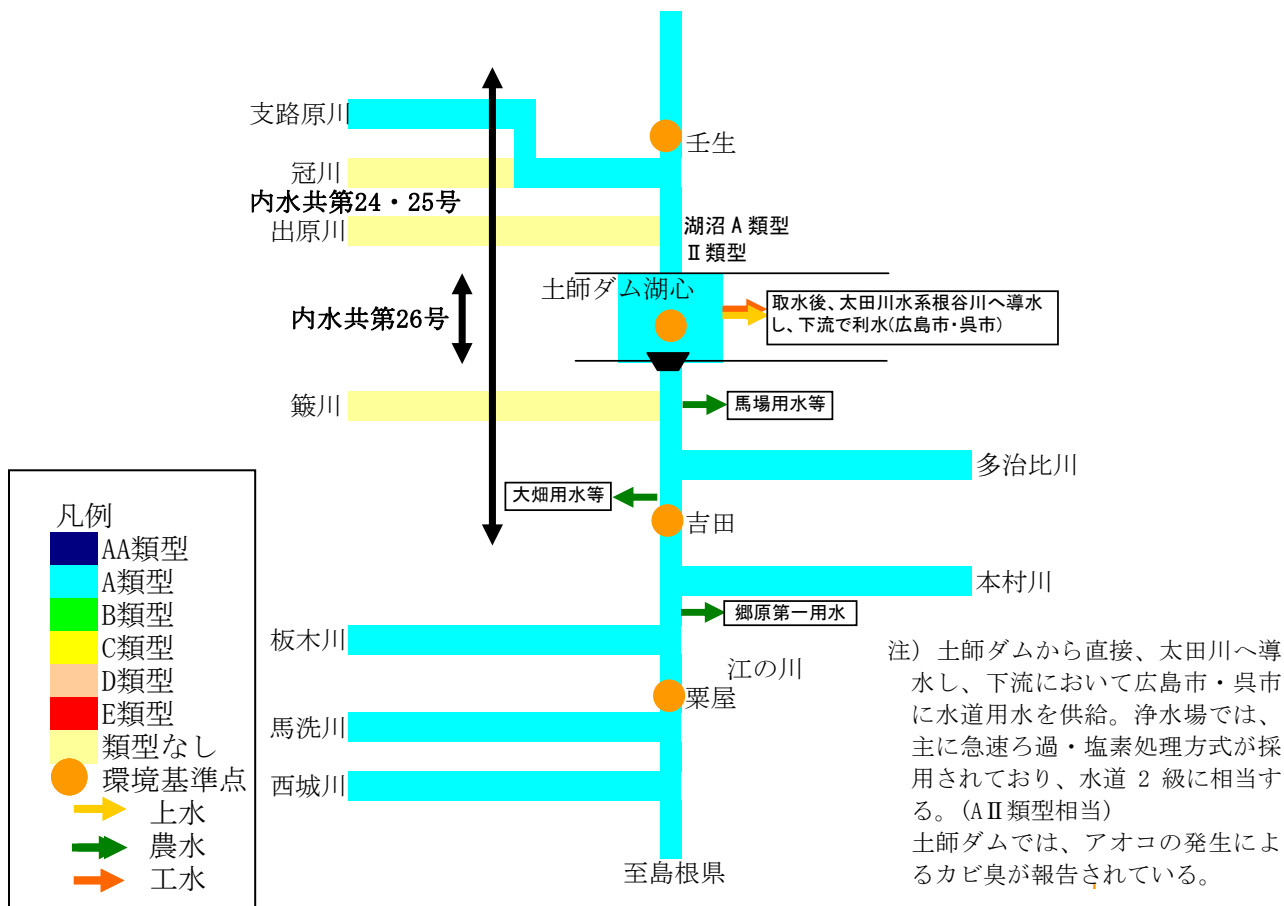 支路原川
壬生
冠川
内水共第24・25号
出原川
湖沼A類型
Ⅱ類型
土師ダム湖心
取水後、太田川水系根谷川へ導水
し、下流で利水(広島市・呉市)
内水共第26号
簸川
馬場用水等
多治比川
大畑用水等
吉田
本村川
郷原第一用水
板木川
江の川
粟屋
馬洗川
西城川
至島根県
凡例
AA類型
A類型
B類型
C類型
D類型
E類型
類型なし
環境基準点
上水
農水
工水
注) 土師ダムから直接、太田川へ導
水し、下流において広島市・呉市
に水道用水を供給。浄水場では、
主に急速ろ過・塩素処理方式が採
用されており、水道 2 級に相当す
る。(AⅡ類型相当)
土師ダムでは、アオコの発生によ
るカビ臭が報告されている。